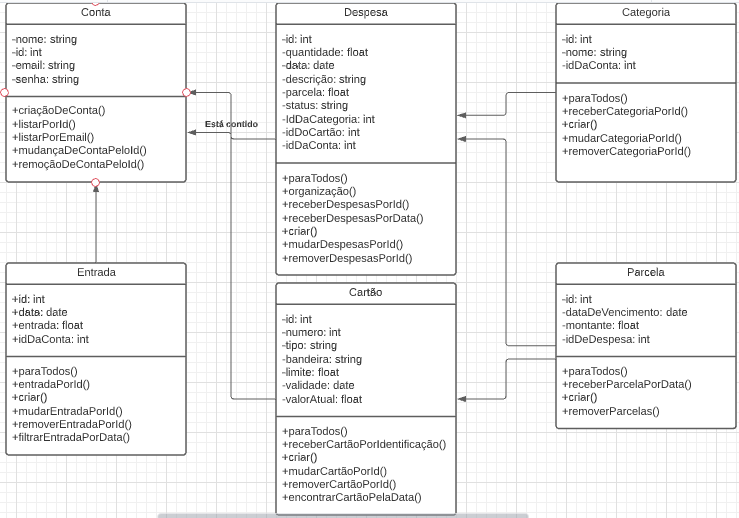 Conta
-nome: string
-id: int
-email: string
-senha: string
+criaçãoDeConta()
+listarPorId()
+listarPorEmail()
+mudançaDeContaPeloId()
+remoçãoDeContaPeloId()
Despesa
-id: int
-quantidade: float
-data: date
-descrição: string
-parcela: float
-status: string
-IdDaCategoria: int
-idDoCartão: int
-idDaConta: int
+paraTodos()
+organização()
+receberDespesasPorId()
+receberDespesasPorData()
+criar()
+mudarDespesasPorId()
+removerDespesasPorId()
Categoria
-id: int
-nome: string
-idDaConta: int
+paraTodos()
+receberCategoriaPorId()
+criar()
+mudarCategoriaPorId()
+removerCategoriaPorId()
Está contido
Entrada
+id: int
+data: date
+entrada: float
+idDaConta: int
+paraTodos()
+entradaPorId()
+criar()
+mudarEntradaPorId()
+removerEntradaPorId()
+filtrarEntradaPorData()
Cartão
-id: int
-numero: int
-tipo: string
-bandeira: string
-limite: float
-validade: date
-valorAtual: float
+paraTodos()
+receberCartãoPorIdentificação()
+criar()
+mudarCartãoPorId()
+removerCartãoPorId()
+encontrarCartãoPelaData()
Parcela
-id: int
-dataDeVencimento: date
-montante: float
-idDeDespesa: int
+paraTodos()
+receberParcelaPorData()
+criar()
+removerParcelas()